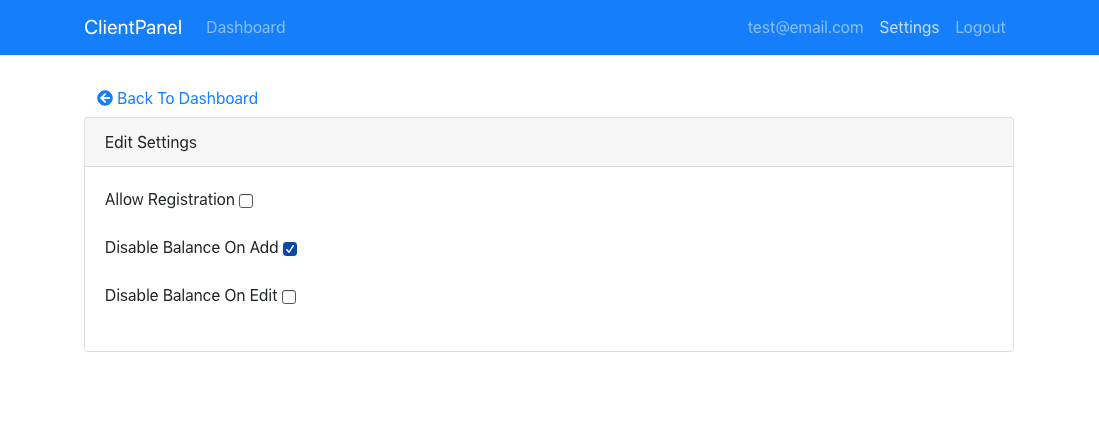 ClientPanel Dashboard test@email.com Settings Logout
Back To Dashboard
Edit Settings
Allow Registration
Disable Balance On Add
Disable Balance On Edit